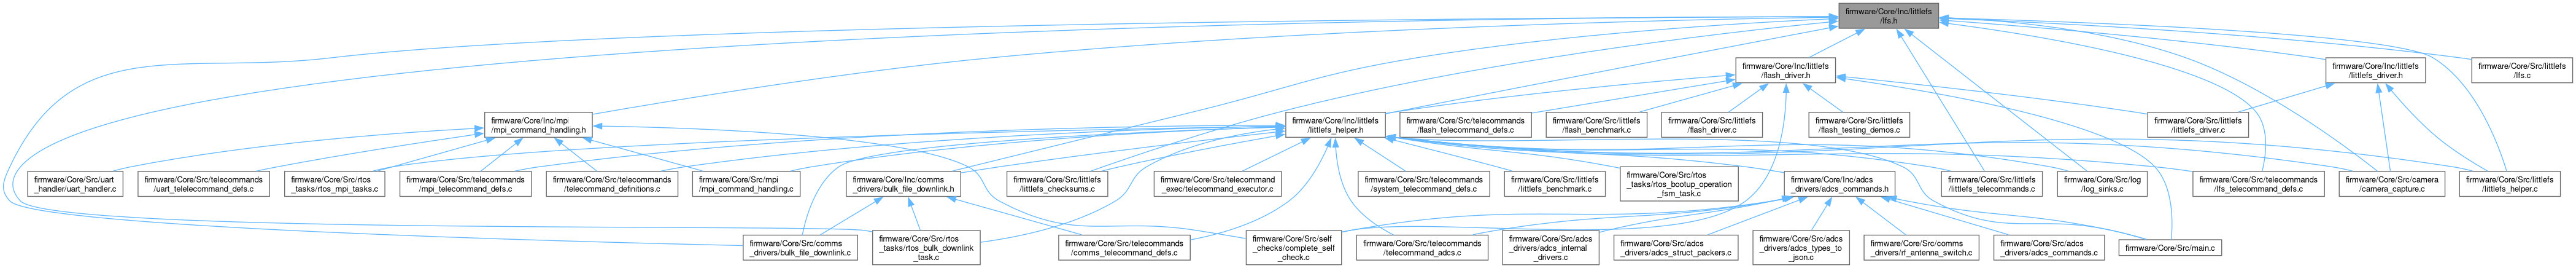 firmware/Core/Inc/littlefs
/lfs.h
firmware/Core/Inc/littlefs
/flash_driver.h
firmware/Core/Inc/littlefs
/littlefs_driver.h
firmware/Core/Src/littlefs
/lfs.c
firmware/Core/Inc/mpi
/mpi_command_handling.h
firmware/Core/Inc/littlefs
/littlefs_helper.h
firmware/Core/Src/telecommands
/flash_telecommand_defs.c
firmware/Core/Src/littlefs
/flash_benchmark.c
firmware/Core/Src/littlefs
/flash_driver.c
firmware/Core/Src/littlefs
/flash_testing_demos.c
firmware/Core/Src/littlefs
/littlefs_driver.c
firmware/Core/Src/uart
_handler/uart_handler.c
firmware/Core/Src/telecommands
/uart_telelecommand_defs.c
firmware/Core/Src/rtos
_tasks/rtos_mpi_tasks.c
firmware/Core/Src/telecommands
/mpi_telecommand_defs.c
firmware/Core/Src/telecommands
/telecommand_definitions.c
firmware/Core/Src/mpi
/mpi_command_handling.c
firmware/Core/Inc/comms
_drivers/bulk_file_downlink.h
firmware/Core/Src/littlefs
/littlefs_checksums.c
firmware/Core/Src/telecommand
_exec/telecommand_executor.c
firmware/Core/Src/telecommands
/system_telecommand_defs.c
firmware/Core/Src/littlefs
/littlefs_benchmark.c
firmware/Core/Src/rtos
_tasks/rtos_bootup_operation
_fsm_task.c
firmware/Core/Inc/adcs
_drivers/adcs_commands.h
firmware/Core/Src/littlefs
/littlefs_telecommands.c
firmware/Core/Src/log
/log_sinks.c
firmware/Core/Src/telecommands
/lfs_telecommand_defs.c
firmware/Core/Src/camera
/camera_capture.c
firmware/Core/Src/littlefs
/littlefs_helper.c
firmware/Core/Src/comms
_drivers/bulk_file_downlink.c
firmware/Core/Src/rtos
_tasks/rtos_bulk_downlink
_task.c
firmware/Core/Src/telecommands
/comms_telecommand_defs.c
firmware/Core/Src/self
_checks/complete_self
_check.c
firmware/Core/Src/telecommands
/telecommand_adcs.c
firmware/Core/Src/adcs
_drivers/adcs_internal
_drivers.c
firmware/Core/Src/adcs
_drivers/adcs_struct_packers.c
firmware/Core/Src/adcs
_drivers/adcs_types_to
_json.c
firmware/Core/Src/comms
_drivers/rf_antenna_switch.c
firmware/Core/Src/adcs
_drivers/adcs_commands.c
firmware/Core/Src/main.c